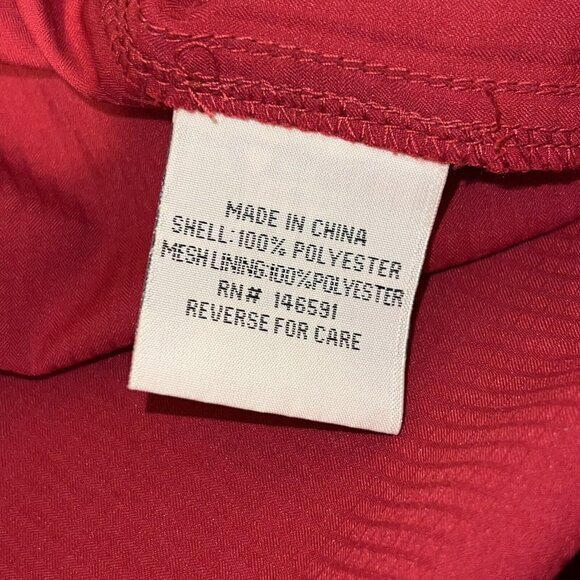 MADE IN CHINA
SHELL:100% POLYESTER
MESH LINING:100%POLYESTER
RN# 146591
REVERSE FOR CARE